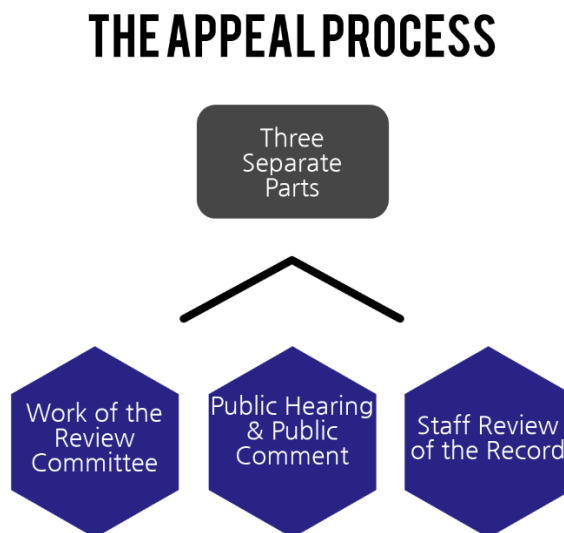 THE APPEAL PROCESS
Three
Separate
Parts
Work of the
Review
Committee
Public Hearing
& Public
Comment
Staff Review
of the Record